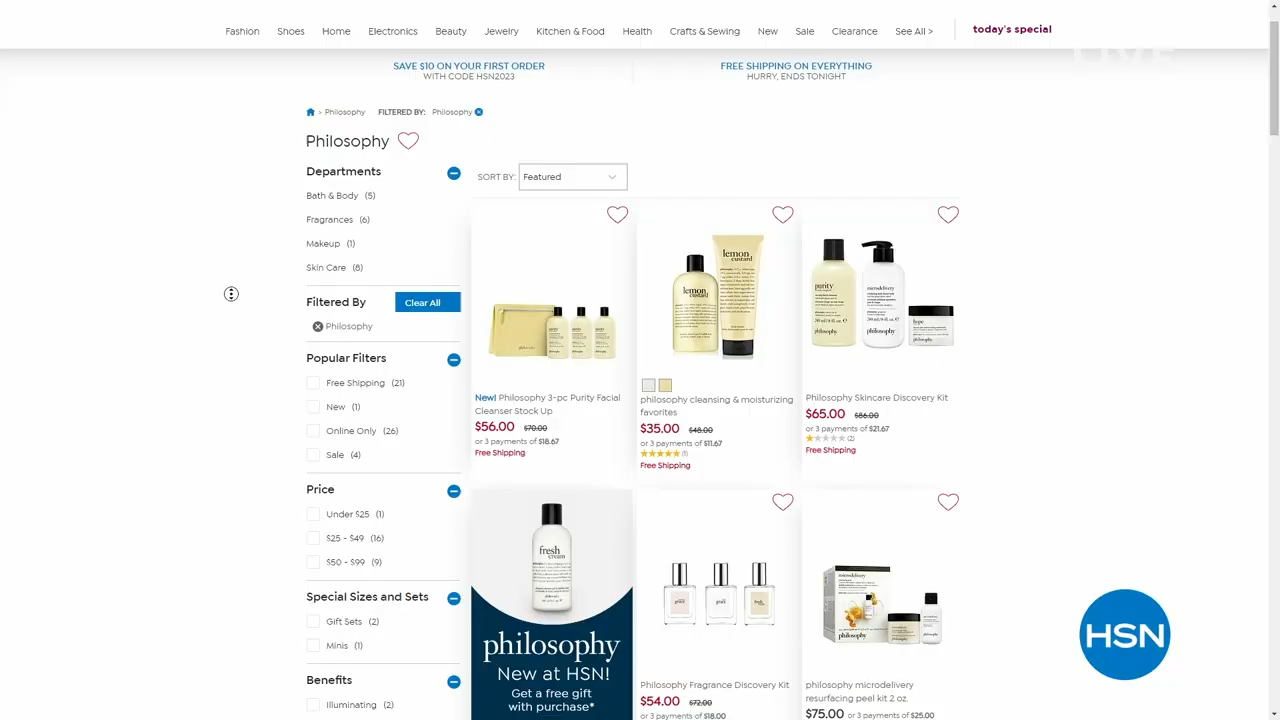 Fashion Shoes Home Electronics Beauty Jewelry Kitchen & Food Health Crafts & Sewing New Sale Clearance See All > today's special
LIVE
SAVE $10 ON YOUR FIRST ORDER
WITH CODE HSN2023
FREE SHIPPING ON EVERYTHING
HURRY, ENDS TONIGHT
> Philosophy FILTERED BY: Philosophy
Philosophy
Departments
Bath & Body (5)
Fragrances (6)
Makeup (1)
Skin Care (8)
Filtered By Clear All
Philosophy
Popular Filters
Free Shipping (21)
New (1)
Online Only (26)
Sale (4)
Price
Under $25 (1)
$25 - $49 (16)
$50 - $99 (9)
Special Sizes and Sets
Gift Sets (2)
Minis (1)
Benefits
Illuminating (2)
SORT BY: Featured
New! Philosophy 3-pc Purity Facial
Cleanser Stock Up
$56.00 $70.00
or 3 payments of $18.67
Free Shipping
lemon
custard
lemon
custard
philosophy cleansing & moisturizing
favorites
$35.00 $48.00
or 3 payments of $11.67
(1)
Free Shipping
purity
philosophy
microdelivery
philosophy
hope
philosophy
Philosophy Skincare Discovery Kit
$65.00 $86.00
or 3 payments of $21.67
(2)
Free Shipping
fresh
cream
philosophy
philosophy
New at HSN!
Get a free gift
with purchase*
Philosophy Fragrance Discovery Kit
$54.00 $72.00
or 3 payments of $18.00
microdelivery
philosophy
philosophy microdelivery
resurfacing peel kit 2 oz.
$75.00 or 3 payments of $25.00
HSN